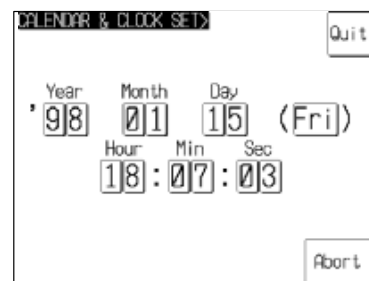 CALENDAR & CLOCK SET>
Quit
Year Month Day
'98 01 15 (Fri)
Hour Min Sec
18:07:03
Abort